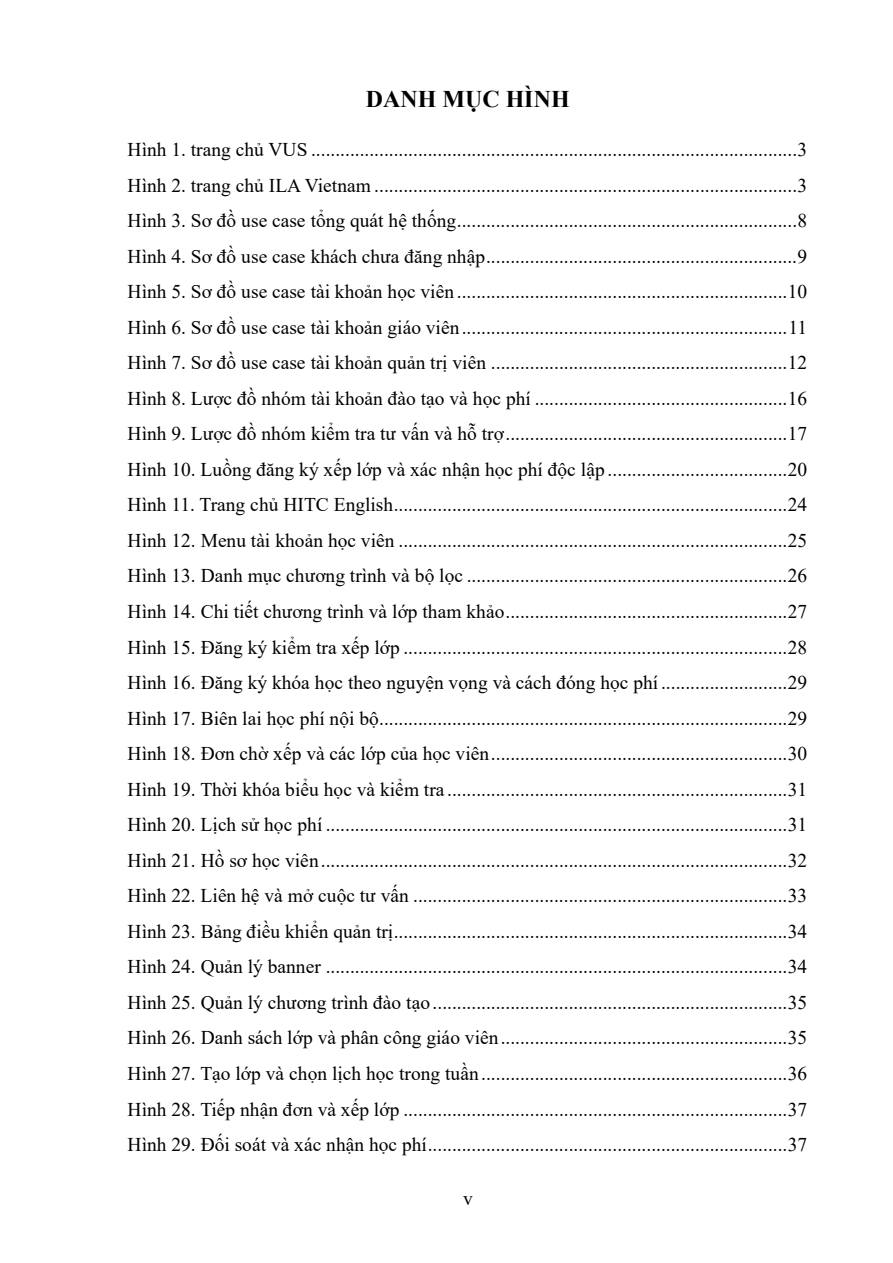 DANH MỤC HÌNH
Hình 1. trang chủ VUS ....................................................................................................3
Hình 2. trang chủ ILA Vietnam .......................................................................................3
Hình 3. Sơ đồ use case tổng quát hệ thống......................................................................8
Hình 4. Sơ đồ use case khách chưa đăng nhập................................................................9
Hình 5. Sơ đồ use case tài khoản học viên ....................................................................10
Hình 6. Sơ đồ use case tài khoản giáo viên ...................................................................11
Hình 7. Sơ đồ use case tài khoản quản trị viên .............................................................12
Hình 8. Lược đồ nhóm tài khoản đào tạo và học phí ....................................................16
Hình 9. Lược đồ nhóm kiểm tra tư vấn và hỗ trợ..........................................................17
Hình 10. Luồng đăng ký xếp lớp và xác nhận học phí độc lập .....................................20
Hình 11. Trang chủ HITC English.................................................................................24
Hình 12. Menu tài khoản học viên ................................................................................25
Hình 13. Danh mục chương trình và bộ lọc ..................................................................26
Hình 14. Chi tiết chương trình và lớp tham khảo..........................................................27
Hình 15. Đăng ký kiểm tra xếp lớp ...............................................................................28
Hình 16. Đăng ký khóa học theo nguyện vọng và cách đóng học phí ..........................29
Hình 17. Biên lai học phí nội bộ....................................................................................29
Hình 18. Đơn chờ xếp và các lớp của học viên.............................................................30
Hình 19. Thời khóa biểu học và kiểm tra ......................................................................31
Hình 20. Lịch sử học phí ...............................................................................................31
Hình 21. Hồ sơ học viên................................................................................................32
Hình 22. Liên hệ và mở cuộc tư vấn .............................................................................33
Hình 23. Bảng điều khiển quản trị.................................................................................34
Hình 24. Quản lý banner ...............................................................................................34
Hình 25. Quản lý chương trình đào tạo .........................................................................35
Hình 26. Danh sách lớp và phân công giáo viên ...........................................................35
Hình 27. Tạo lớp và chọn lịch học trong tuần ...............................................................36
Hình 28. Tiếp nhận đơn và xếp lớp ...............................................................................37
Hình 29. Đối soát và xác nhận học phí..........................................................................37
v